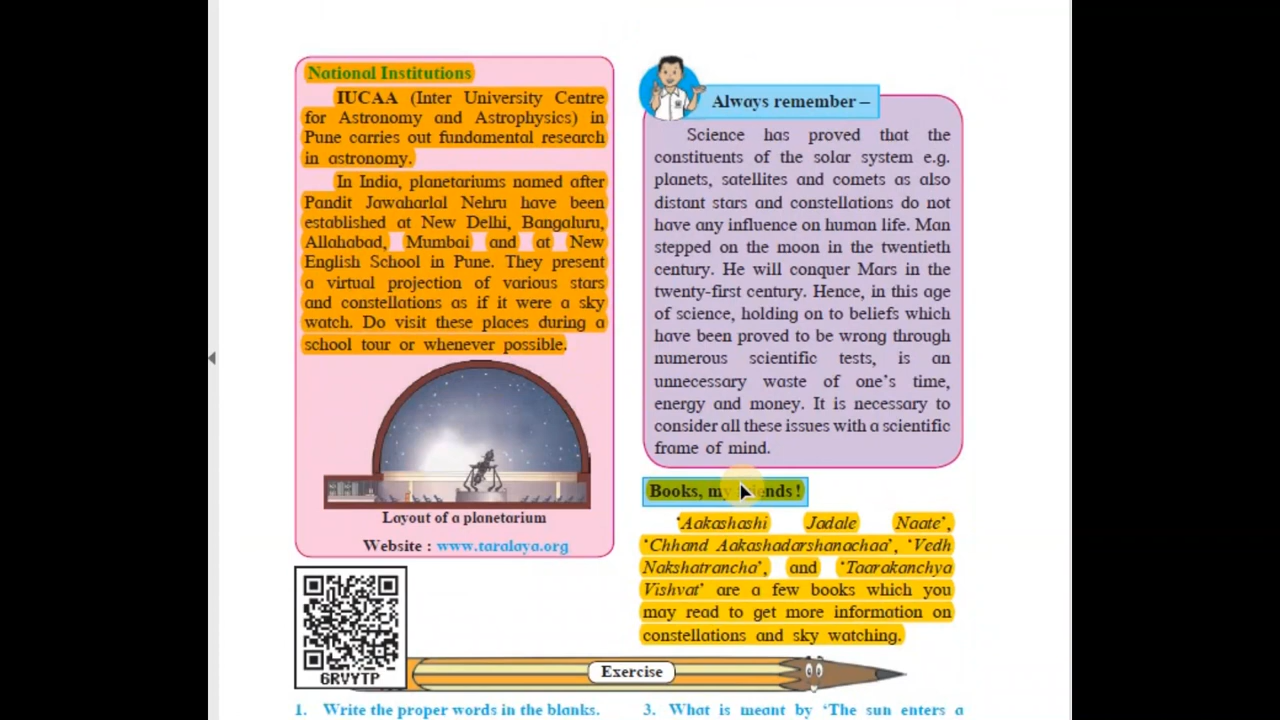 National Institutions
IUCAA (Inter University Centre
for Astronomy and Astrophysics) in
Pune carries out fundamental research
in astronomy.
In India, planetariums named after
Pandit Jawaharlal Nehru have been
established at New Delhi, Bangaluru,
Allahabad, Mumbai and at New
English School in Pune. They present
a virtual projection of various stars
and constellations as if it were a sky
watch. Do visit these places during a
school tour or whenever possible.
Layout of a planetarium
Website : www.taralaya.org
6RVYTP
Always remember –
Science has proved that the
constituents of the solar system e.g.
planets, satellites and comets as also
distant stars and constellations do not
have any influence on human life. Man
stepped on the moon in the twentieth
century. He will conquer Mars in the
twenty-first century. Hence, in this age
of science, holding on to beliefs which
have been proved to be wrong through
numerous scientific tests, is an
unnecessary waste of one's time,
energy and money. It is necessary to
consider all these issues with a scientific
frame of mind.
Books, my friends !
'Aakashashi Jadale Naate',
'Chhand Aakashadarshanachaa', 'Vedh
Nakshatrancha', and 'Taarakanchya
Vishvat' are a few books which you
may read to get more information on
constellations and sky watching.
Exercise
1. Write the proper words in the blanks.
3. What is meant by 'The sun enters a